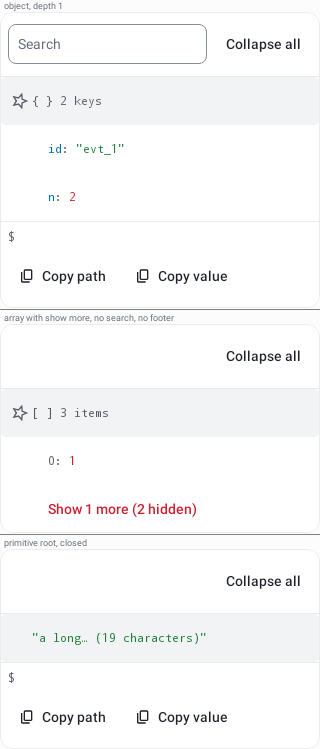 object, depth 1
Search
Collapse all
{ } 2 keys
id: "evt_1"
n: 2
$
Copy path
Copy value
array with show more, no search, no footer
Collapse all
[ ] 3 items
0: 1
Show 1 more (2 hidden)
primitive root, closed
Collapse all
"a long… (19 characters)"
$
Copy path
Copy value